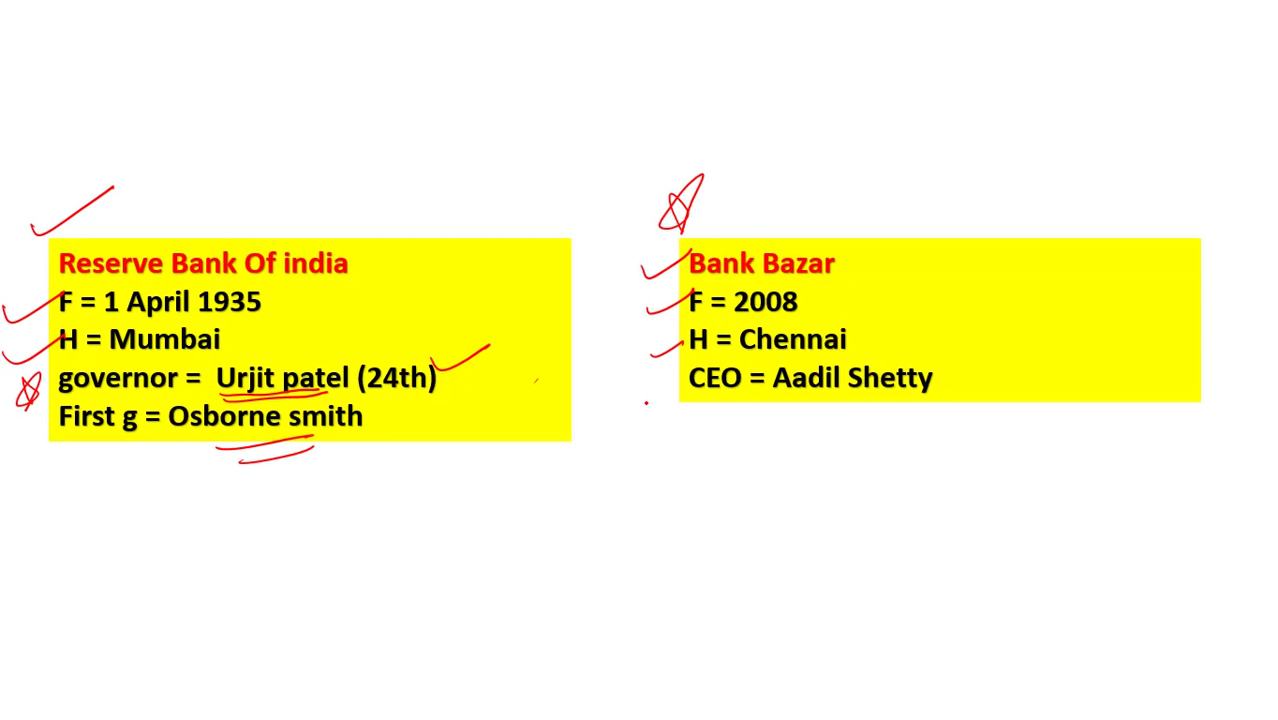 Reserve Bank Of india
F = 1 April 1935
H = Mumbai
governor =  Urjit patel (24th)
First g = Osborne smith
Bank Bazar
F = 2008
H = Chennai
CEO = Aadil Shetty